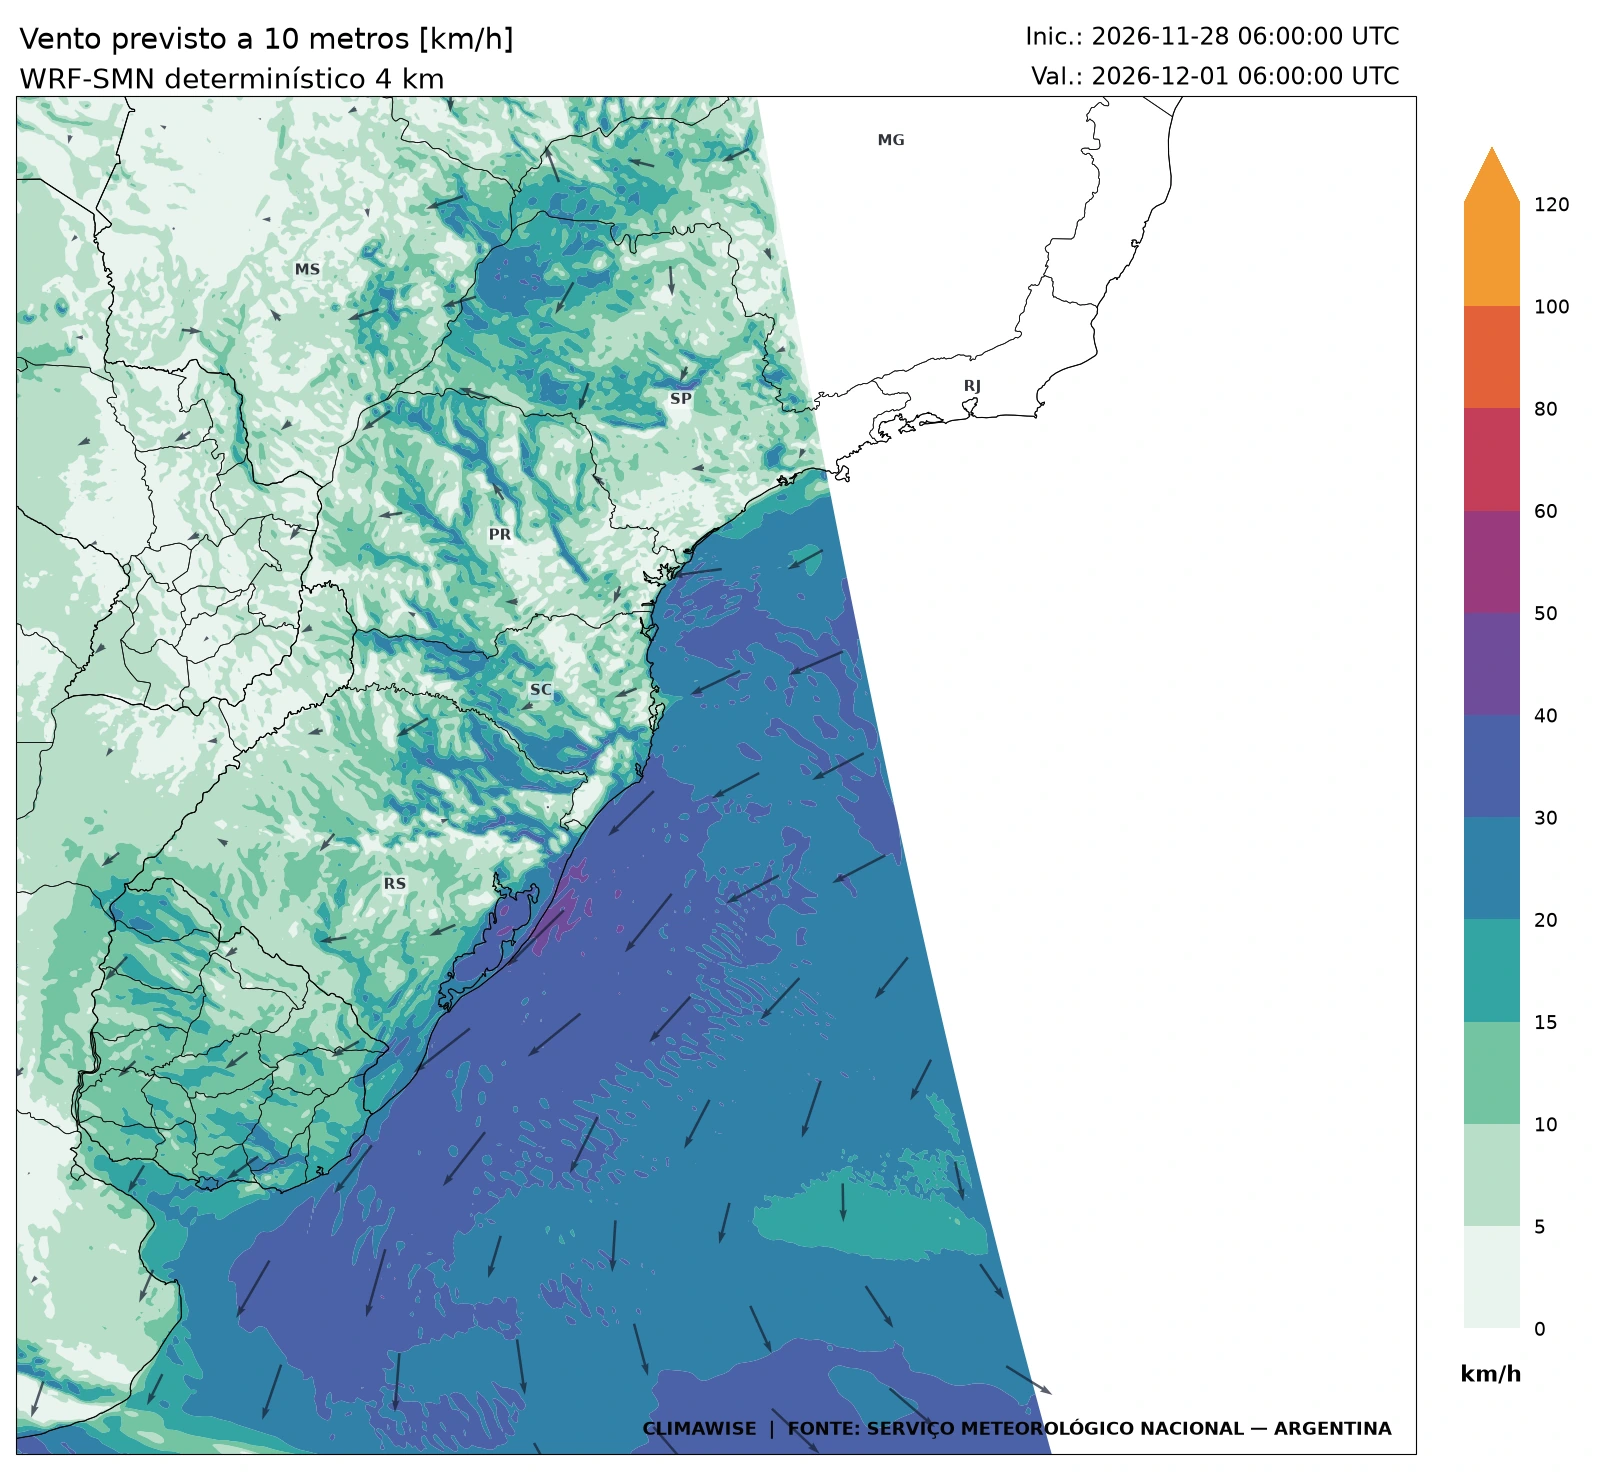 Vento previsto a 10 metros [km/h]
WRF-SMN determinístico 4 km
Inic.: 2026-11-28 06:00:00 UTC
Val.: 2026-12-01 06:00:00 UTC
MG
MS
RJ
SP
PR
SC
RS
120
100
80
60
50
40
30
20
15
10
5
0
km/h
CLIMAWISE | FONTE: SERVIÇO METEOROLÓGICO NACIONAL — ARGENTINA